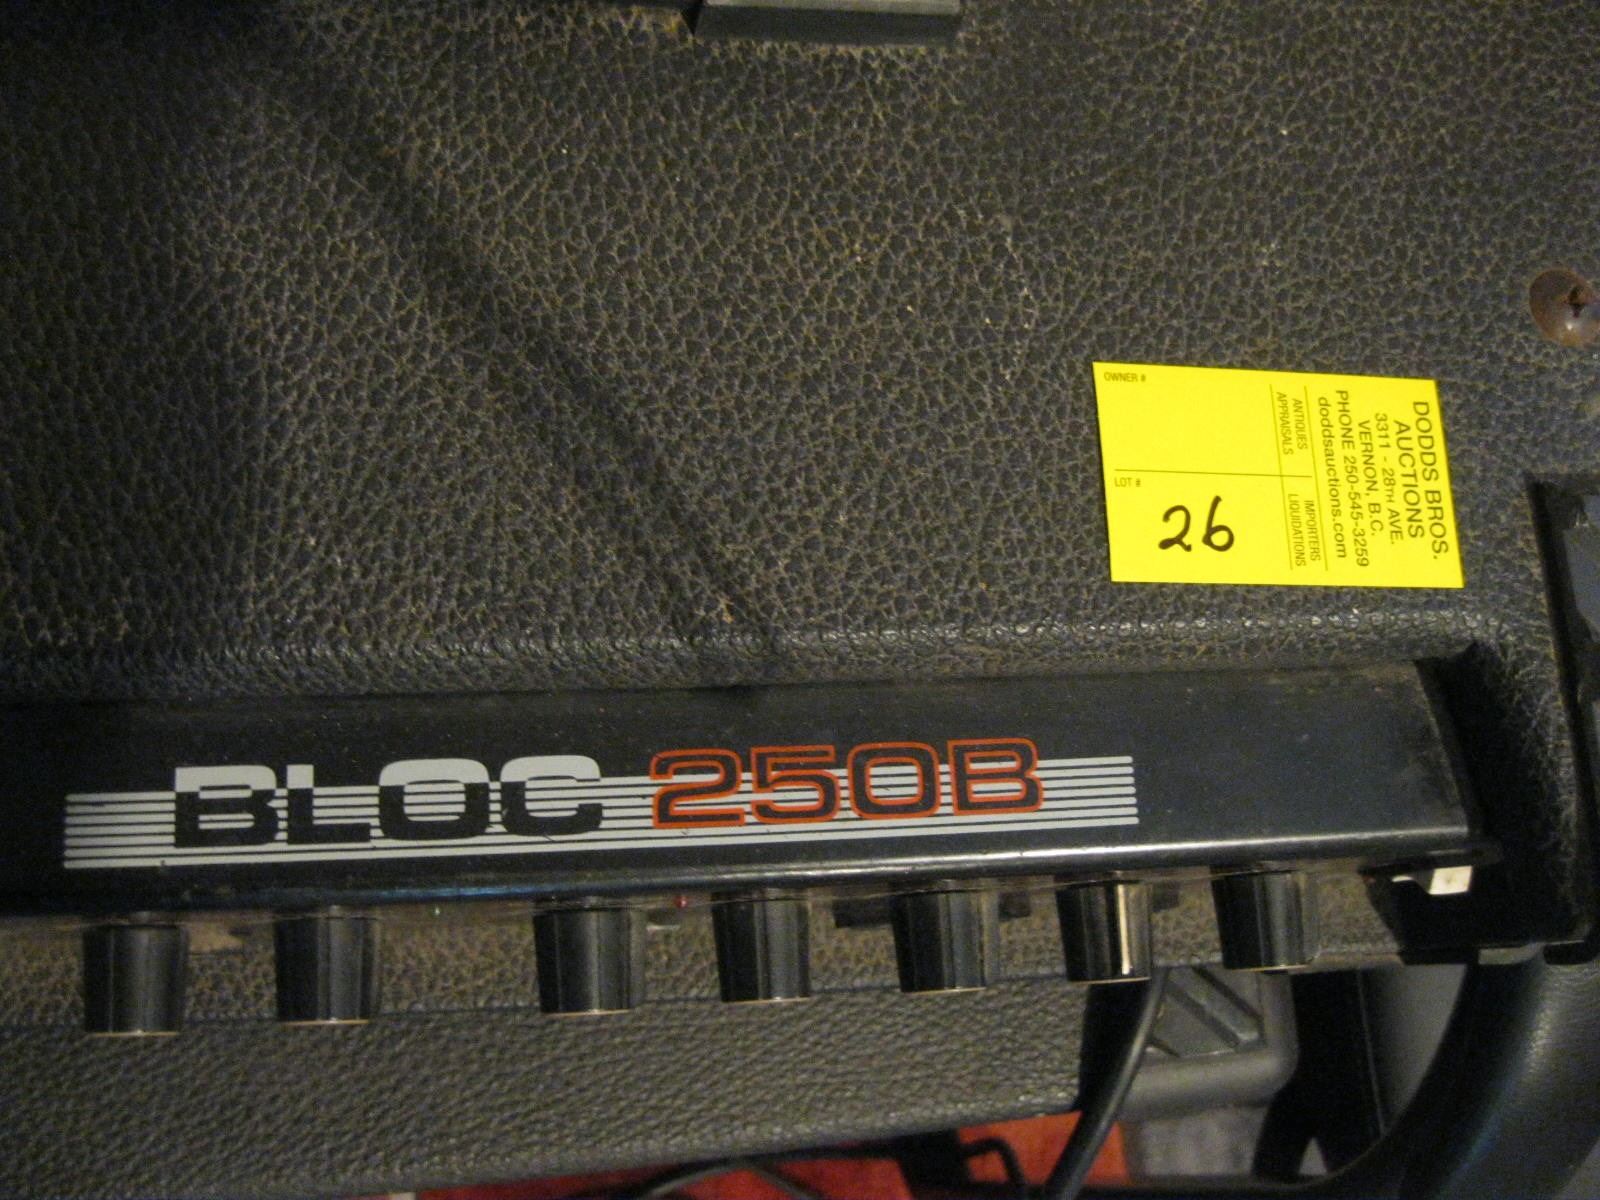 DODDS BROS.
AUCTIONS
3311 - 28TH AVE.
VERNON, B.C.
PHONE 250-545-3259
doddsauctions.com
ANTIQUES
APPRAISALS
IMPORTERS
LIQUIDATIONS
OWNER #
LOT #
26
BLOC 250B